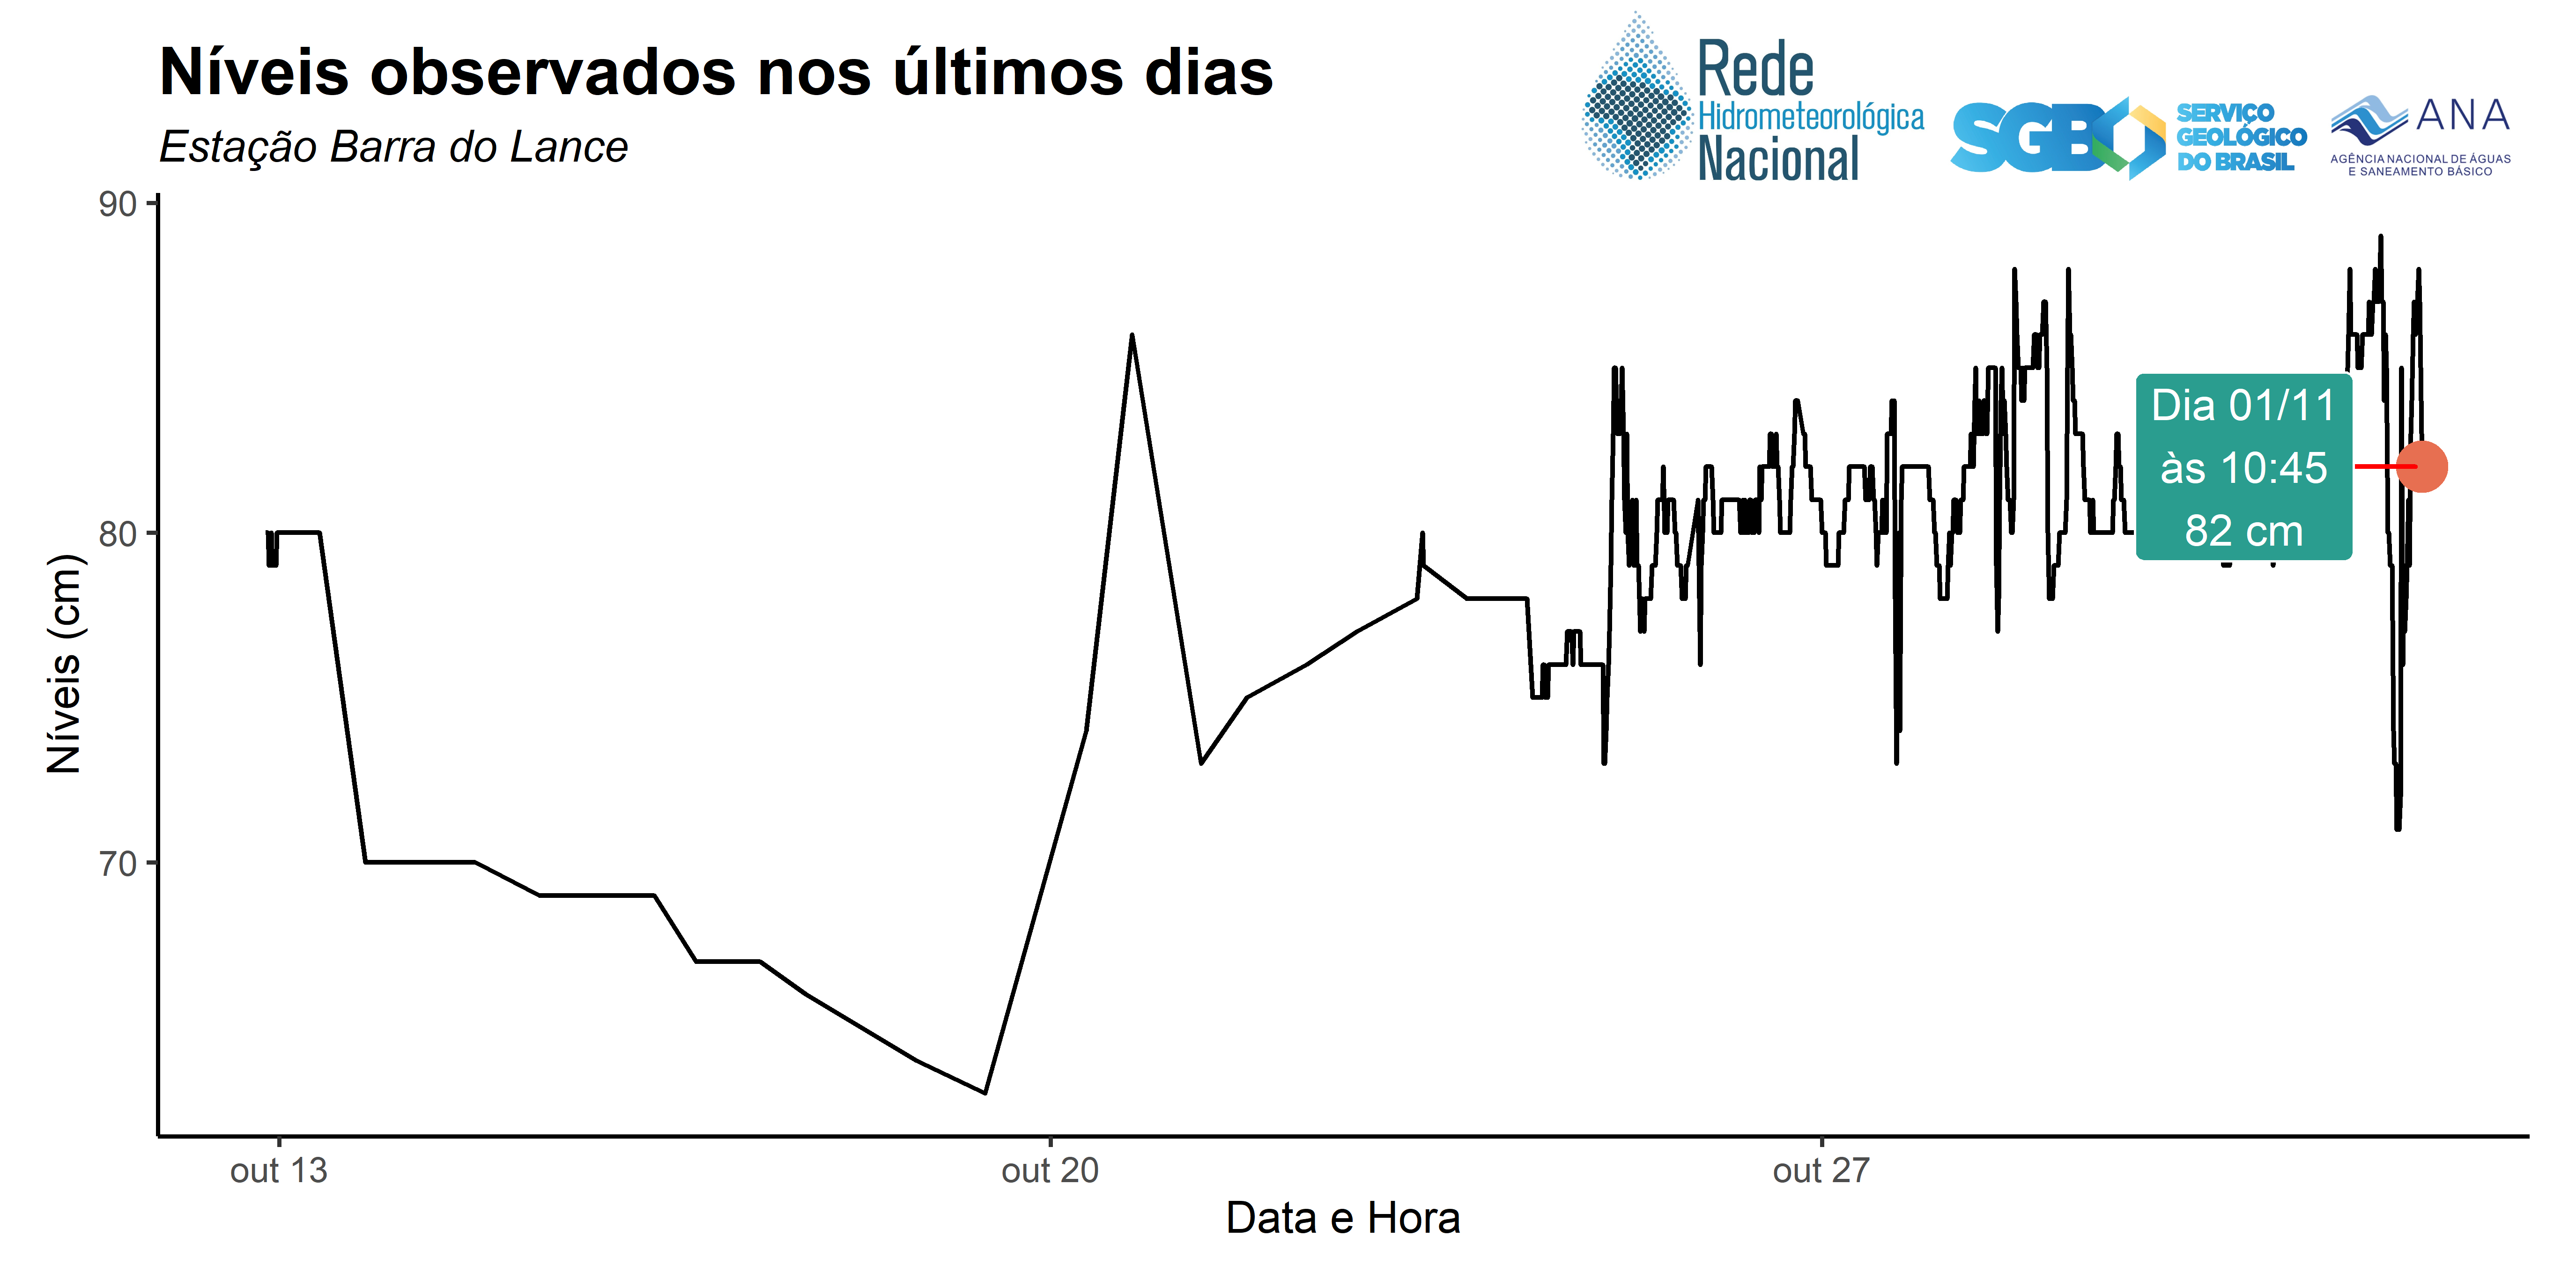 Níveis observados nos últimos dias
Estação Barra do Lance
Rede
Hidrometeorológica
Nacional
SGB
SERVIÇO
GEOLÓGICO
DO BRASIL
ANA
AGÊNCIA NACIONAL DE ÁGUAS
E SANEAMENTO BÁSICO
90
80
70
Níveis (cm)
Dia 01/11
às 10:45
82 cm
out 13
out 20
out 27
Data e Hora